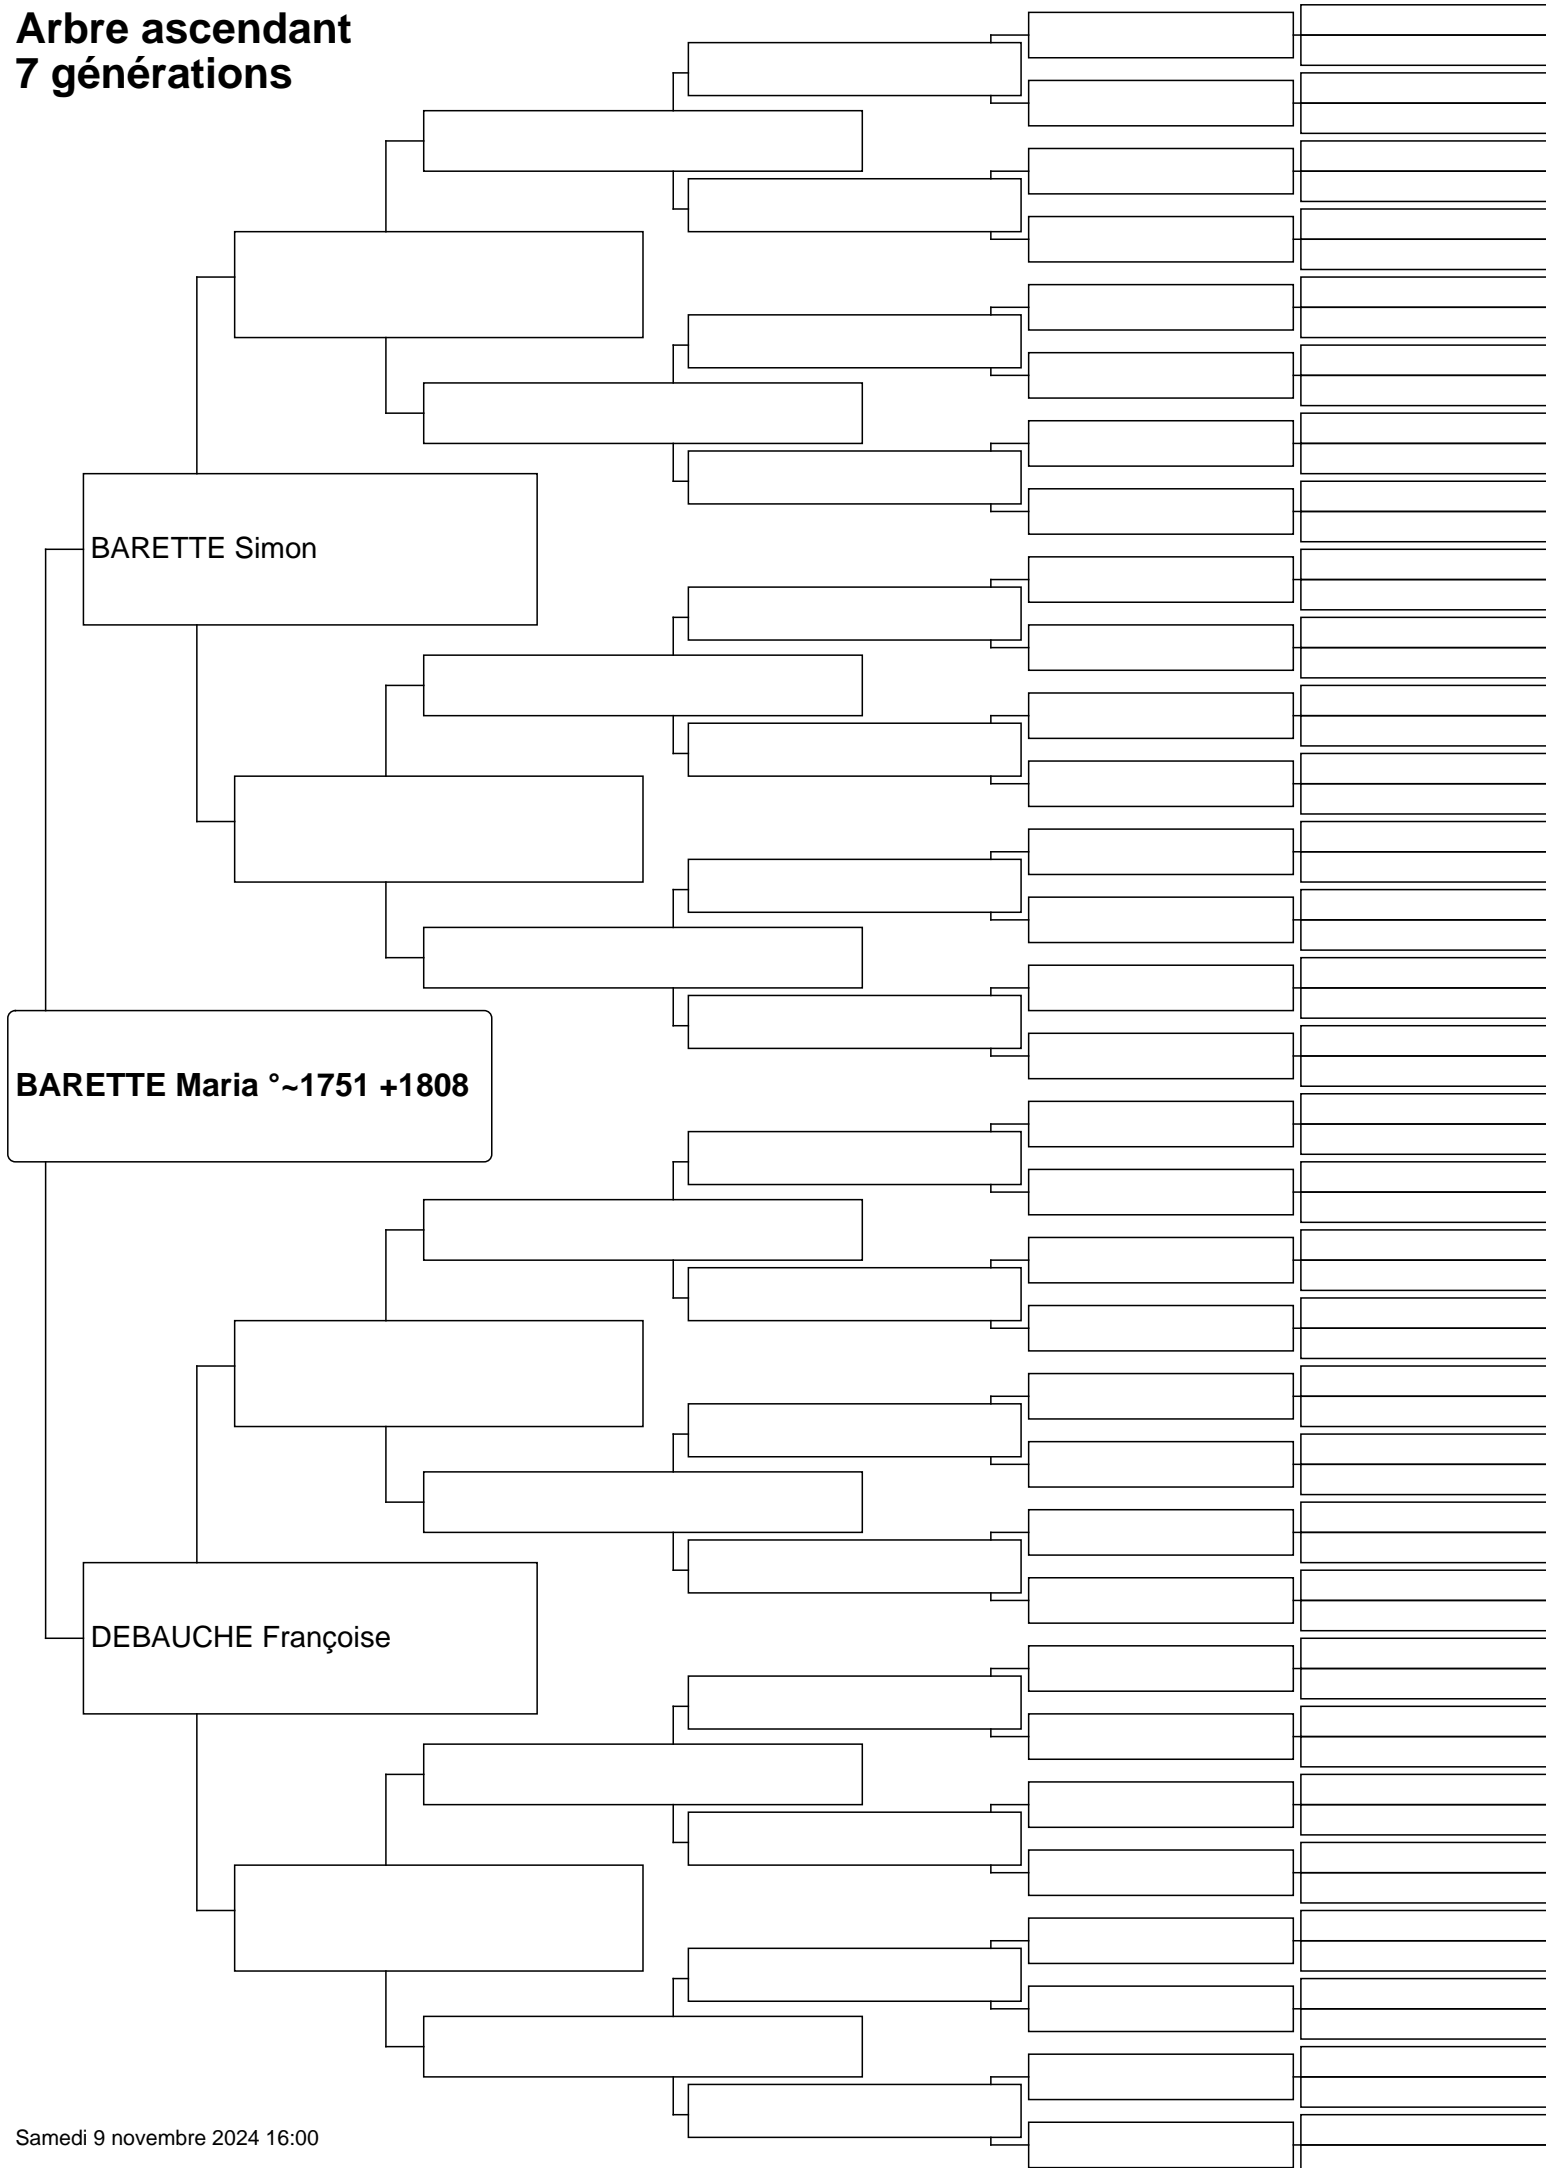 Arbre ascendant
7 générations
BARETTE Simon
BARETTE Maria °~1751 +1808
DEBAUCHE Françoise
Samedi 9 novembre 2024 16:00